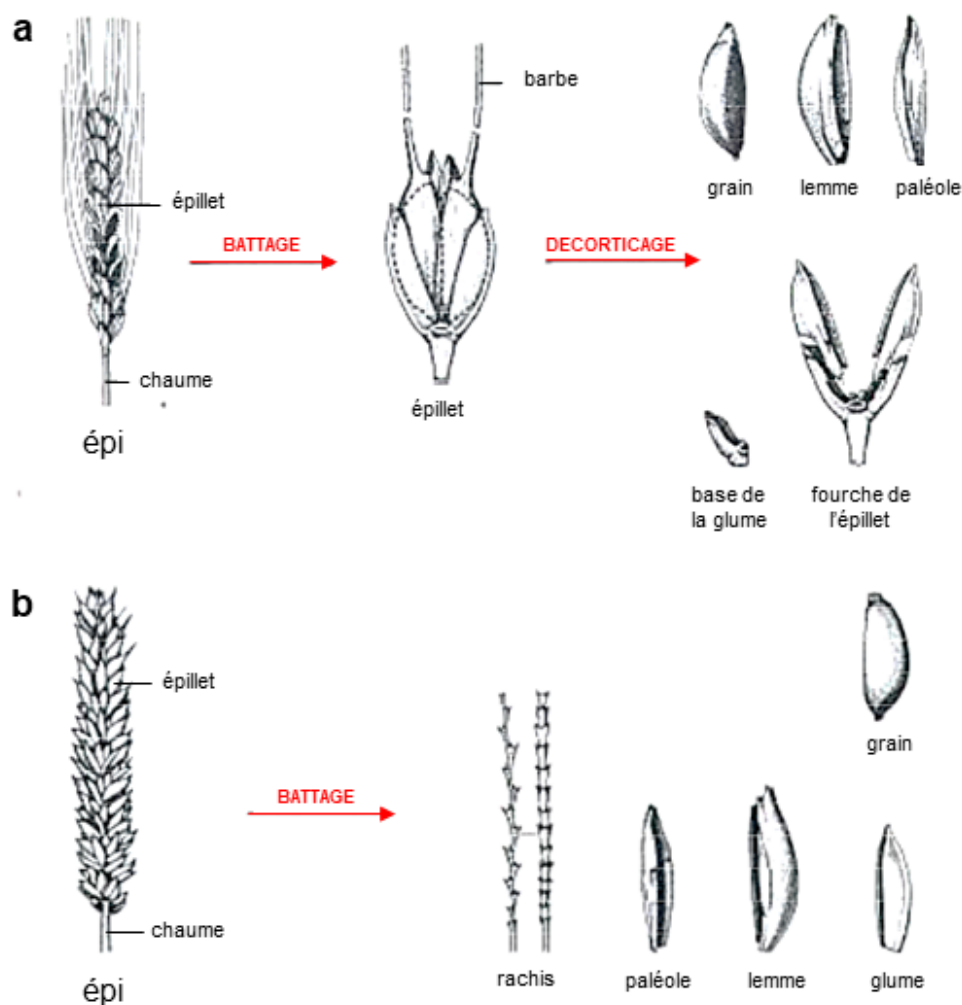 a
barbe
épillet
grain
lemme
paléole
BATTAGE
DECORTICAGE
chaume
épillet
épi
base de
la glume
fourche de
l'épillet
b
épillet
grain
BATTAGE
chaume
rachis
paléole
lemme
glume
épi